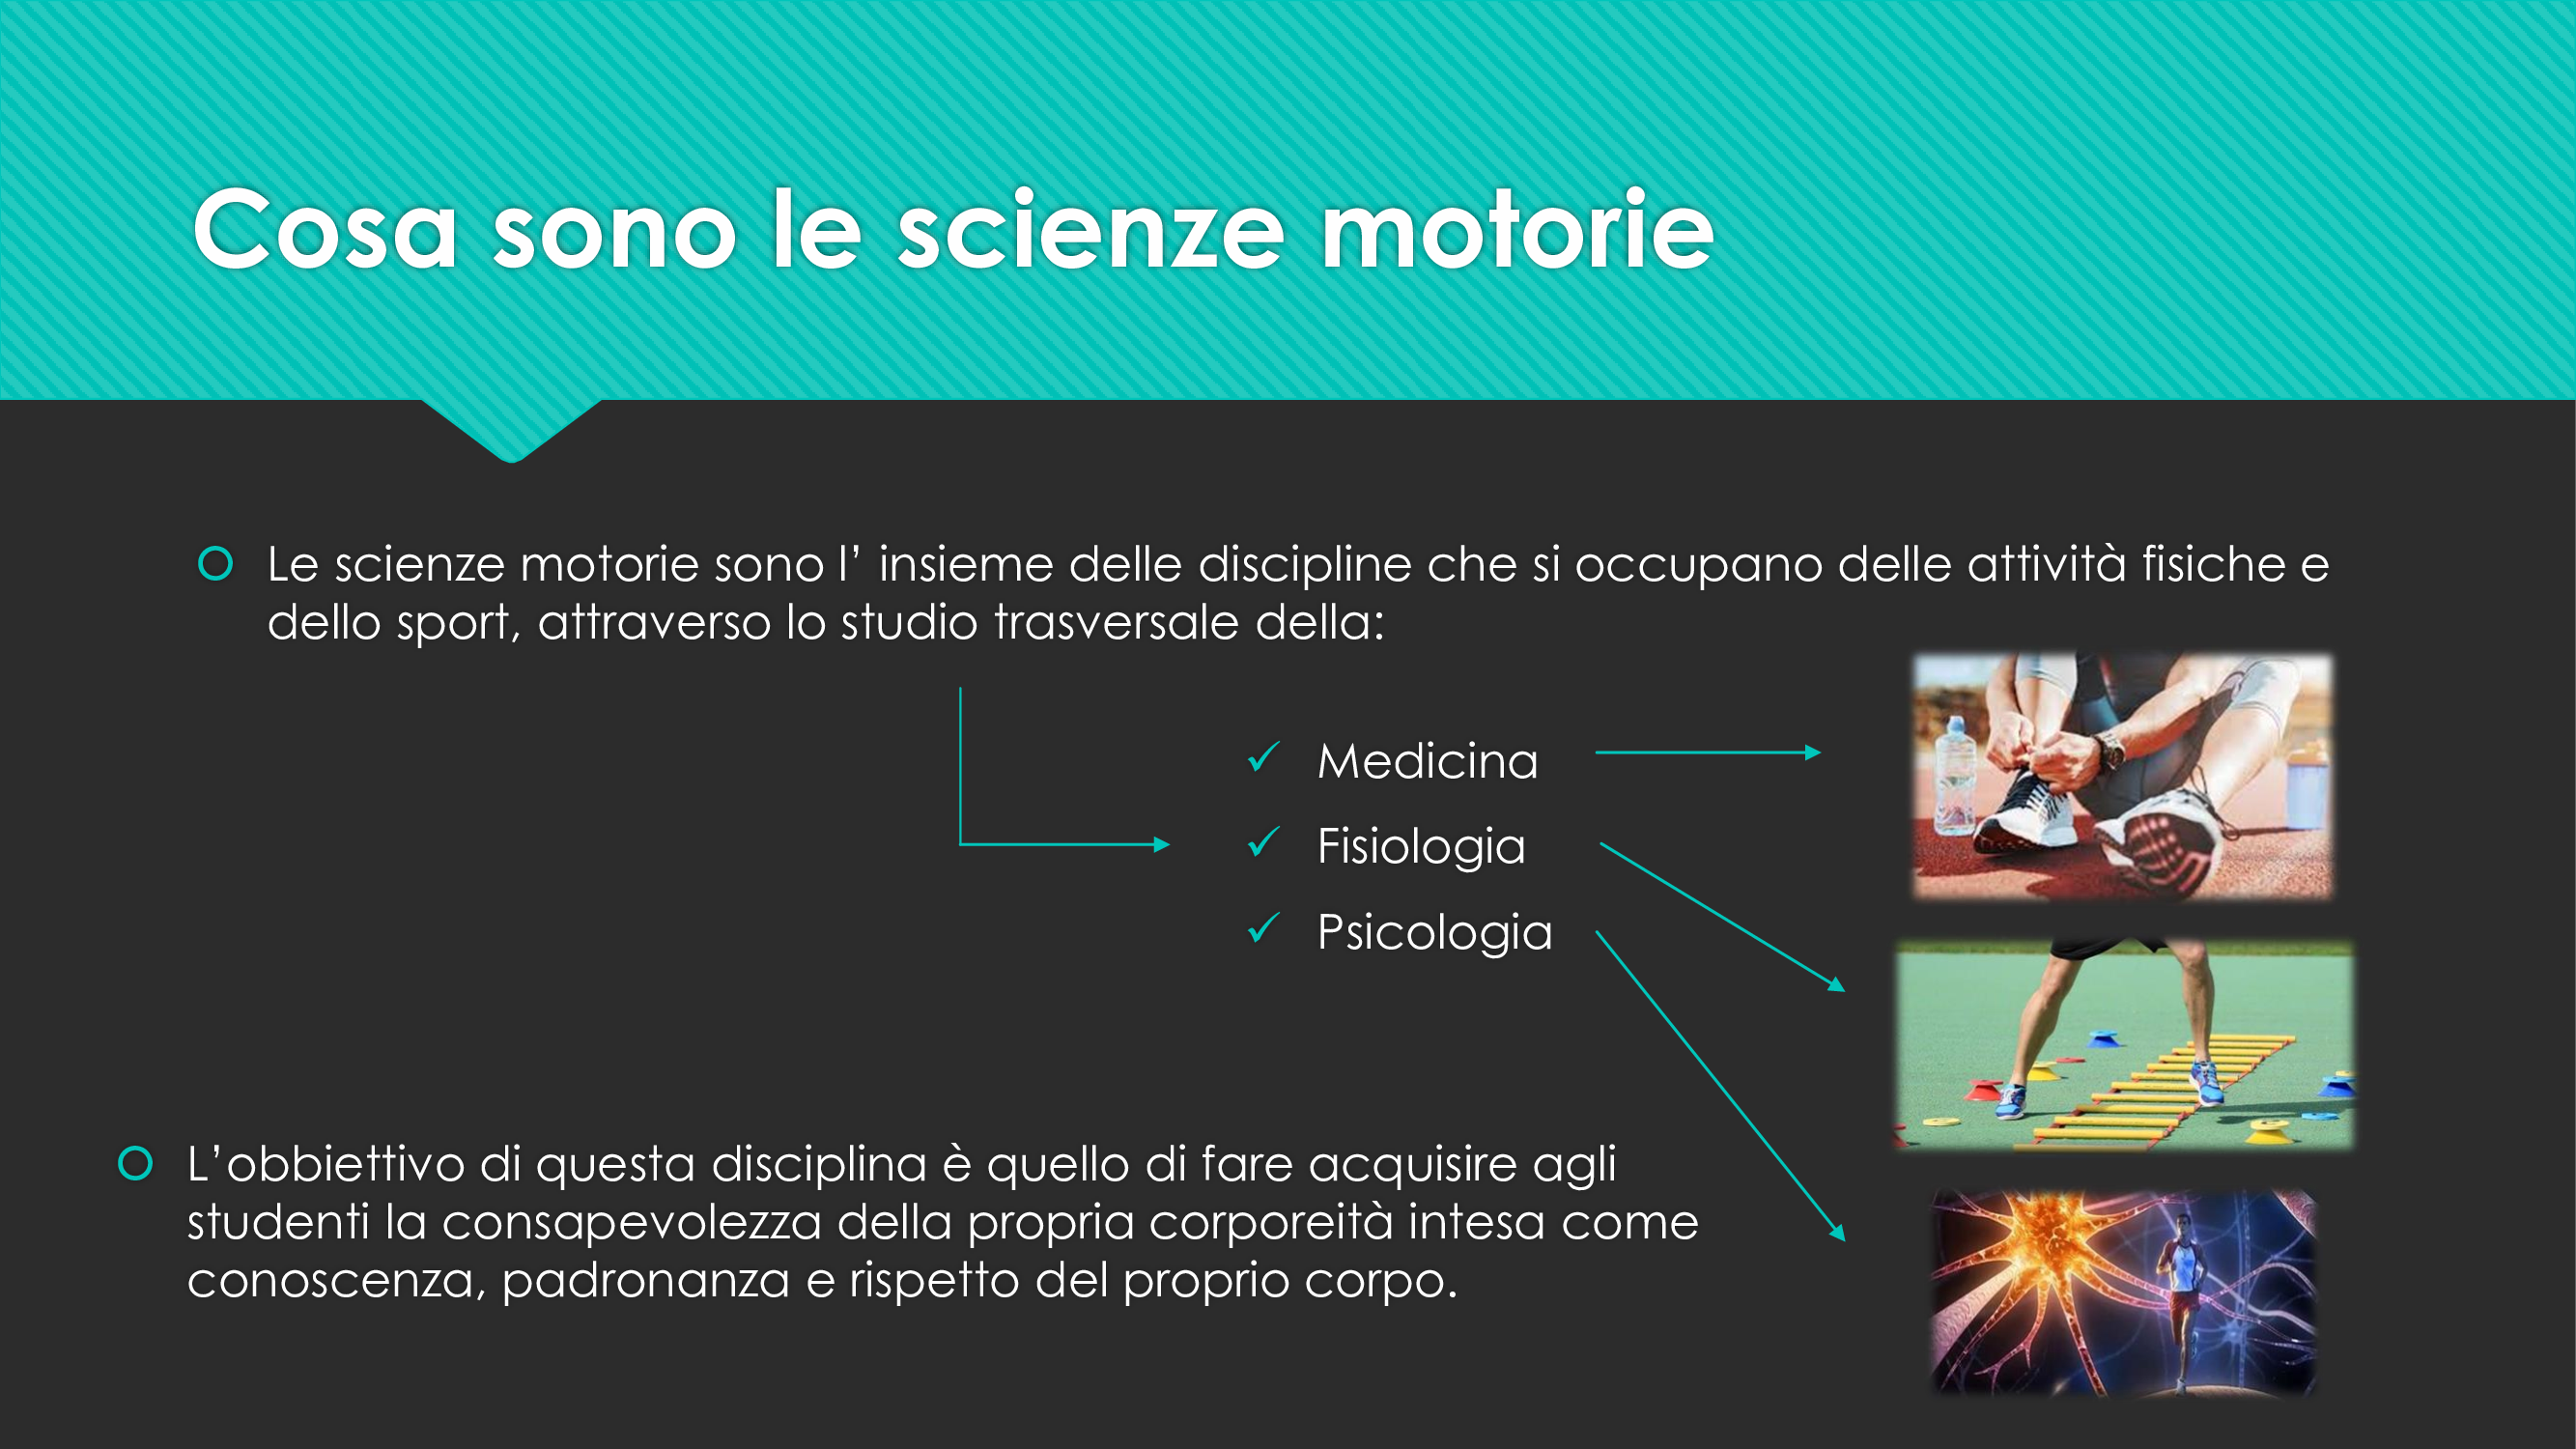 Cosa sono le scienze motorie
Le scienze motorie sono l’ insieme delle discipline che si occupano delle attività fisiche e
dello sport, attraverso lo studio trasversale della:
Medicina
Fisiologia
Psicologia
L’obbiettivo di questa disciplina è quello di fare acquisire agli
studenti la consapevolezza della propria corporeità intesa come
conoscenza, padronanza e rispetto del proprio corpo.